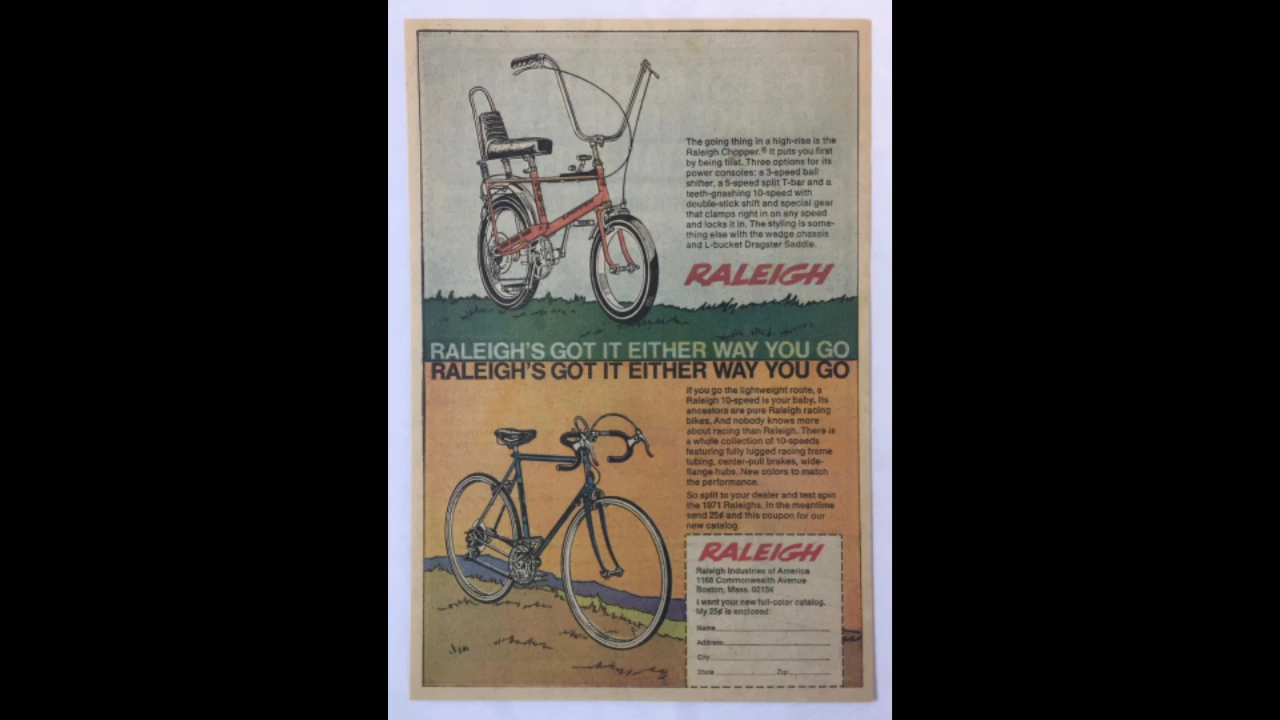 The going thing in a high-rise is the
Raleigh Chopper.® It puts you first
by being first. Three options for its
power consoles: a 3-speed ball
shifter, a 5-speed split T-bar and a
teeth-gnashing 10-speed with
double-stick shift and special gear
that clamps right in on any speed
and locks it in. The styling is some-
thing else with the wedge chassis
and L-bucket Dragster Saddle.
RALEIGH
RALEIGH'S GOT IT EITHER WAY YOU GO
RALEIGH'S GOT IT EITHER WAY YOU GO
If you go the lightweight route, a
Raleigh 10-speed is your baby. Its
ancestors are pure Raleigh racing
bikes. And nobody knows more
about racing than Raleigh. There is
a whole collection of 10-speeds
featuring fully lugged racing frame
tubing, center-pull brakes, wide-
flange hubs. New colors to match
the performance.
So split to your dealer and test spin
the 1971 Raleighs. In the meantime
send 25¢ and this coupon for our
new catalog.
RALEIGH
Raleigh Industries of America
1168 Commonwealth Avenue
Boston, Mass. 02134
I want your new full-color catalog.
My 25¢ is enclosed:
Name
Address
City
State Zip